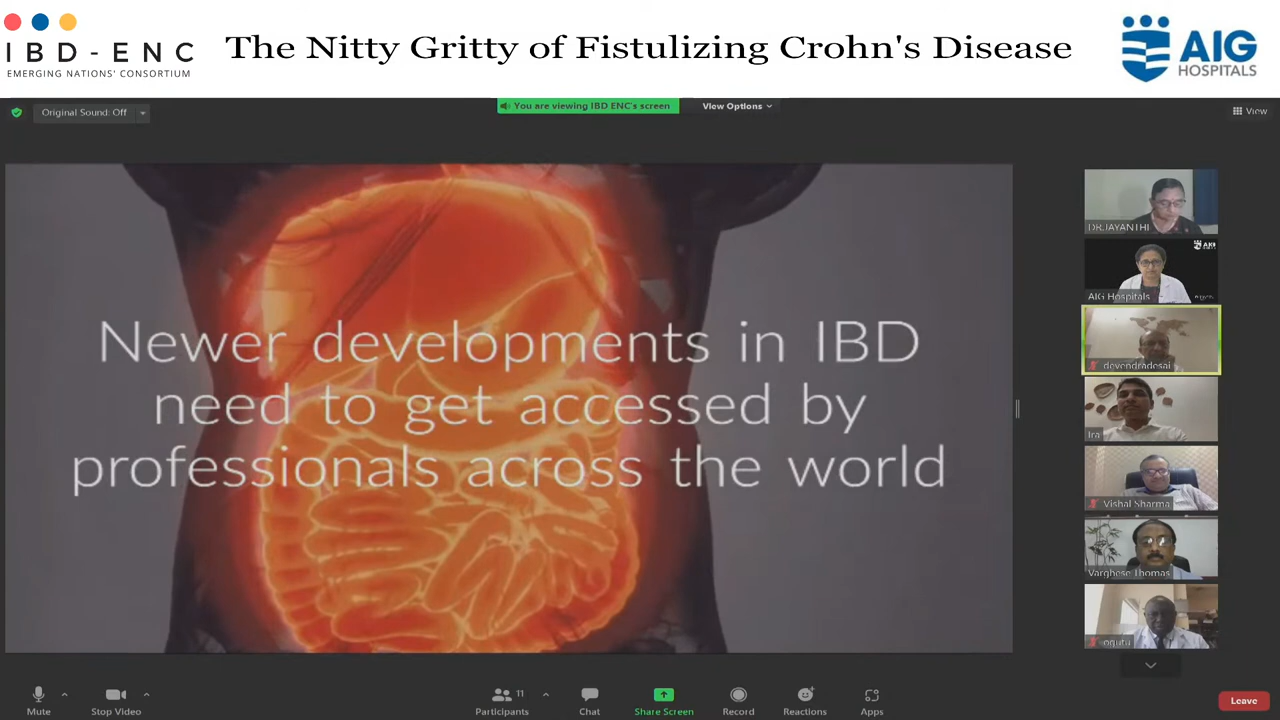 IBD-ENC
EMERGING NATIONS' CONSORTIUM
The Nitty Gritty of Fistulizing Crohn's Disease
AIG
HOSPITALS
Original Sound: Off
You are viewing IBD ENC's screen
View Options
View
Newer developments in IBD
need to get accessed by
professionals across the world
DR.JAYANTHI
AIG
AIG Hospitals
devendradesai
Ira
Vishal Sharma
Varghese Thomas
ogutu
Mute
Stop Video
Participants
11
Chat
Share Screen
Record
Reactions
Apps
Leave